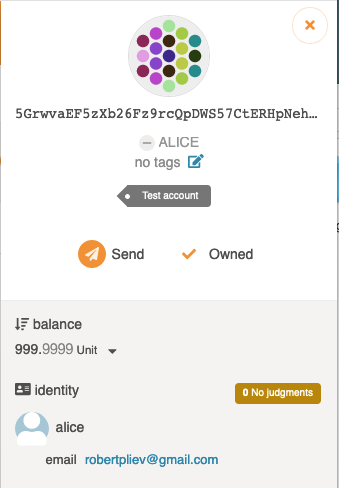 5GrwvaEF5zXb26Fz9rcQpDWS57CtERHpNeh…
ALICE
no tags
Test account
Send
Owned
balance
999.9999 Unit
identity
0 No judgments
alice
email robertpliev@gmail.com